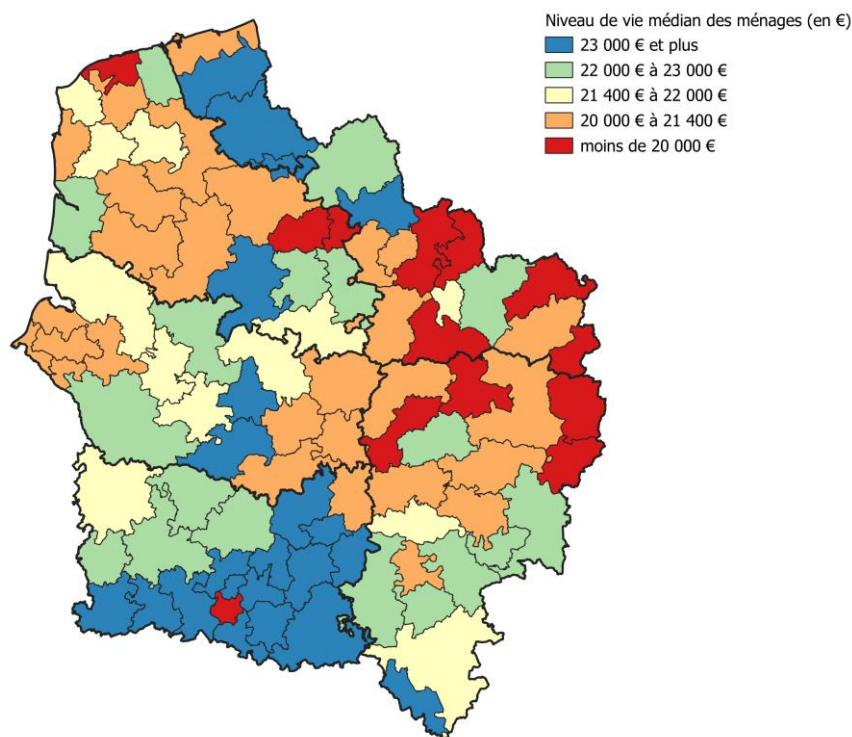 Niveau de vie médian des ménages (en €)
23 000 € et plus
22 000 € à 23 000 €
21 400 € à 22 000 €
20 000 € à 21 400 €
moins de 20 000 €